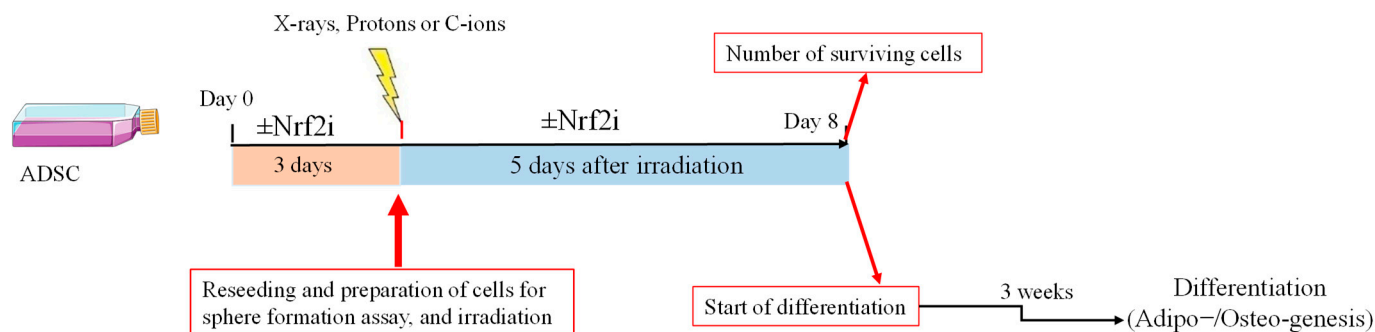 X-rays, Protons or C-ions
Number of surviving cells
Day 0
±Nrf2i
±Nrf2i
Day 8
3 days
5 days after irradiation
ADSC
Reseeding and preparation of cells for
sphere formation assay, and irradiation
Start of differentiation
3 weeks
Differentiation
(Adipo−/Osteo-genesis)